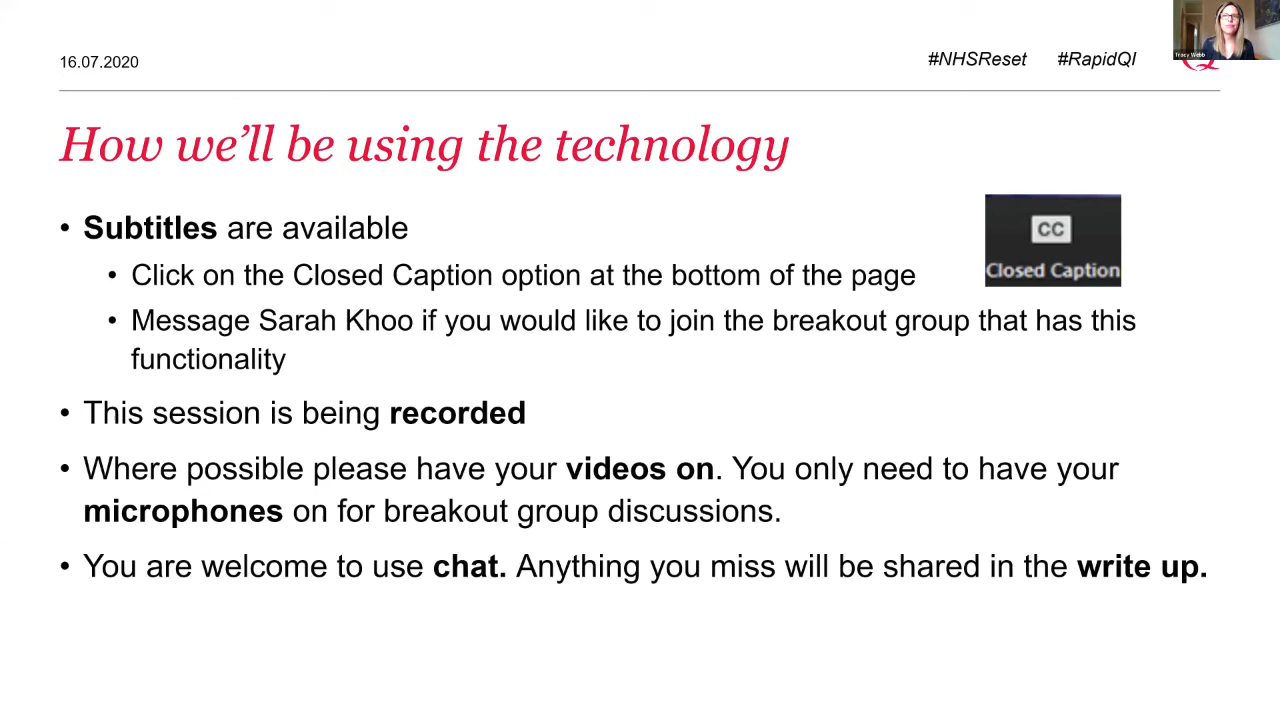 16.07.2020
#NHSReset #RapidQI
Tracy Webb
How we’ll be using the technology
• Subtitles are available
• Click on the Closed Caption option at the bottom of the page
CC
Closed Caption
• Message Sarah Khoo if you would like to join the breakout group that has this
functionality
• This session is being recorded
• Where possible please have your videos on. You only need to have your
microphones on for breakout group discussions.
• You are welcome to use chat. Anything you miss will be shared in the write up.